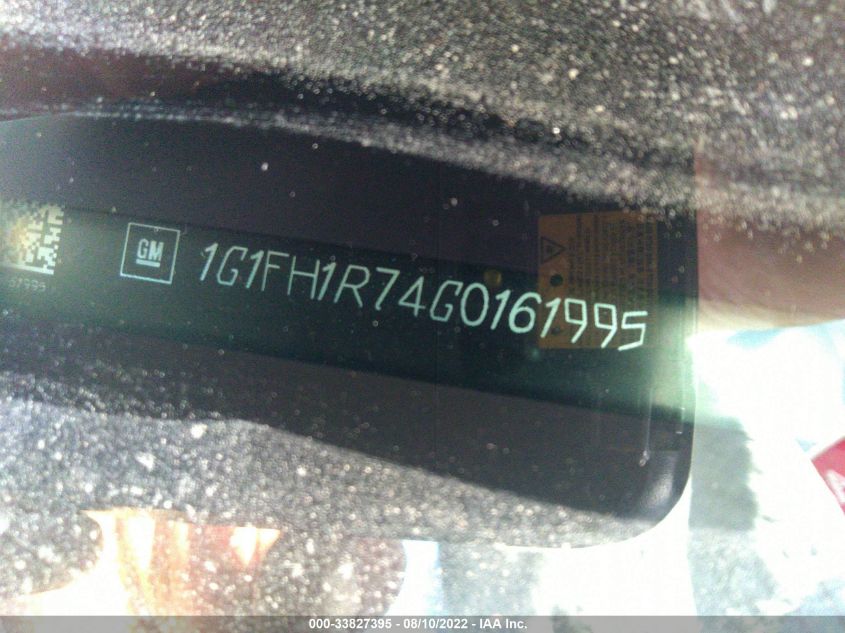 GM
1G1FH1R74G0161995
000-33827395 - 08/10/2022 - IAA Inc.